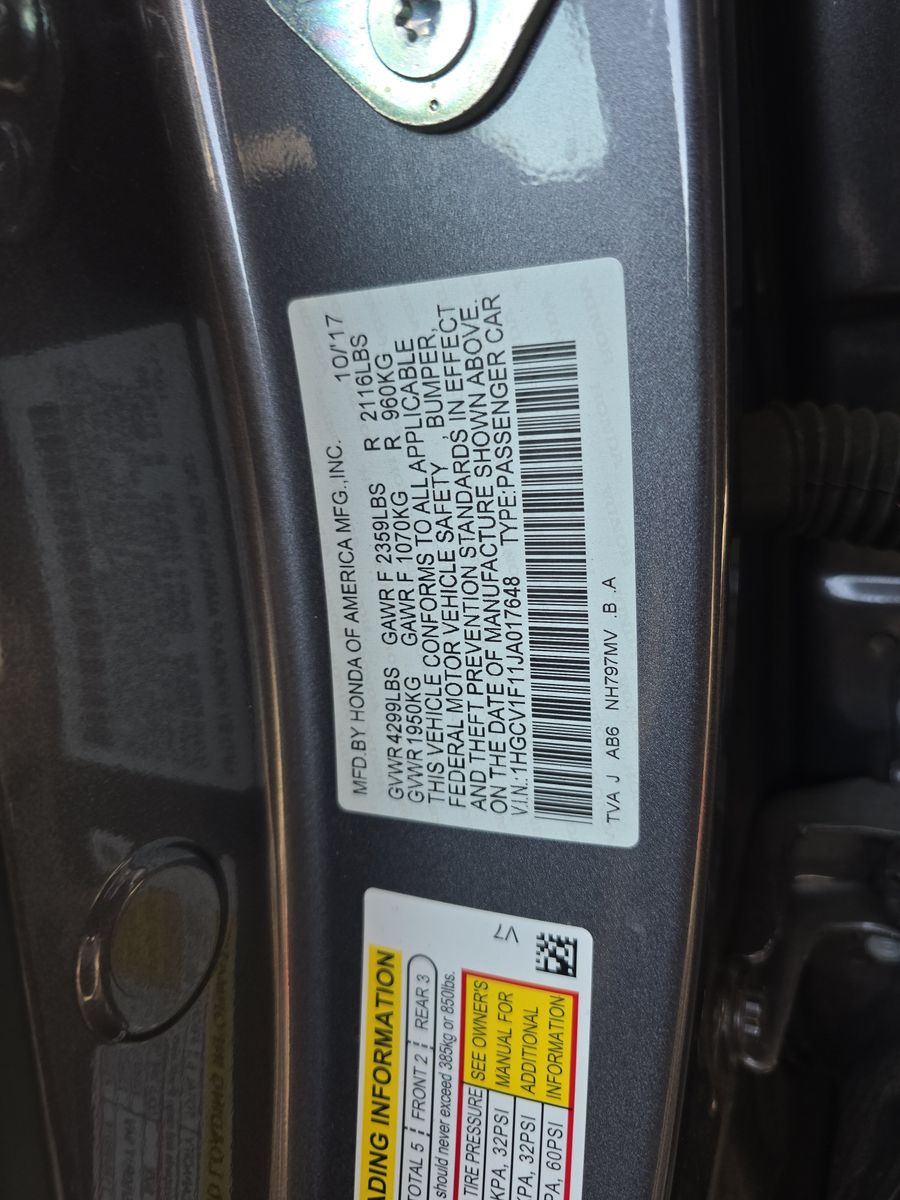 MFD.BY HONDA OF AMERICA MFG.,INC. 10/'17
GVWR 4299LBS GAWR F 2359LBS R 2116LBS
GVWR 1950KG GAWR F 1070KG R 960KG
THIS VEHICLE CONFORMS TO ALL APPLICABLE
FEDERAL MOTOR VEHICLE SAFETY, BUMPER,
AND THEFT PREVENTION STANDARDS IN EFFECT
ON THE DATE OF MANUFACTURE SHOWN ABOVE.
V.I.N.:1HGCV1F11JA017648 TYPE:PASSENGER CAR
TVA J AB6 NH797MV .B .A
V7
ADING INFORMATION
TOTAL 5 FRONT 2 REAR 3
should never exceed 385kg or 850lbs.
TIRE PRESSURE SEE OWNER'S
KPA, 32PSI MANUAL FOR
PA, 32PSI ADDITIONAL
PA, 60PSI INFORMATION